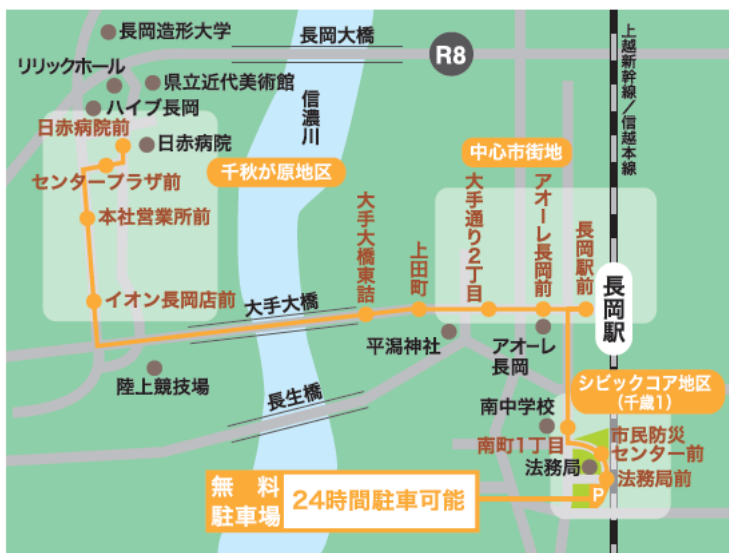 長岡造形大学
長岡大橋
R8
上越新幹線／信越本線
リリックホール
県立近代美術館
ハイブ長岡
信濃川
日赤病院前
日赤病院
千秋が原地区
中心市街地
センタープラザ前
本社営業所前
大手大橋東詰
上田町
大手通り2丁目
アオーレ長岡前
長岡駅前
長岡駅
イオン長岡店前
大手大橋
平潟神社
アオーレ
長岡
陸上競技場
長生橋
シビックコア地区
（千歳1）
南中学校
南町1丁目
市民防災
センター前
法務局
法務局前
P
無料
駐車場
24時間駐車可能